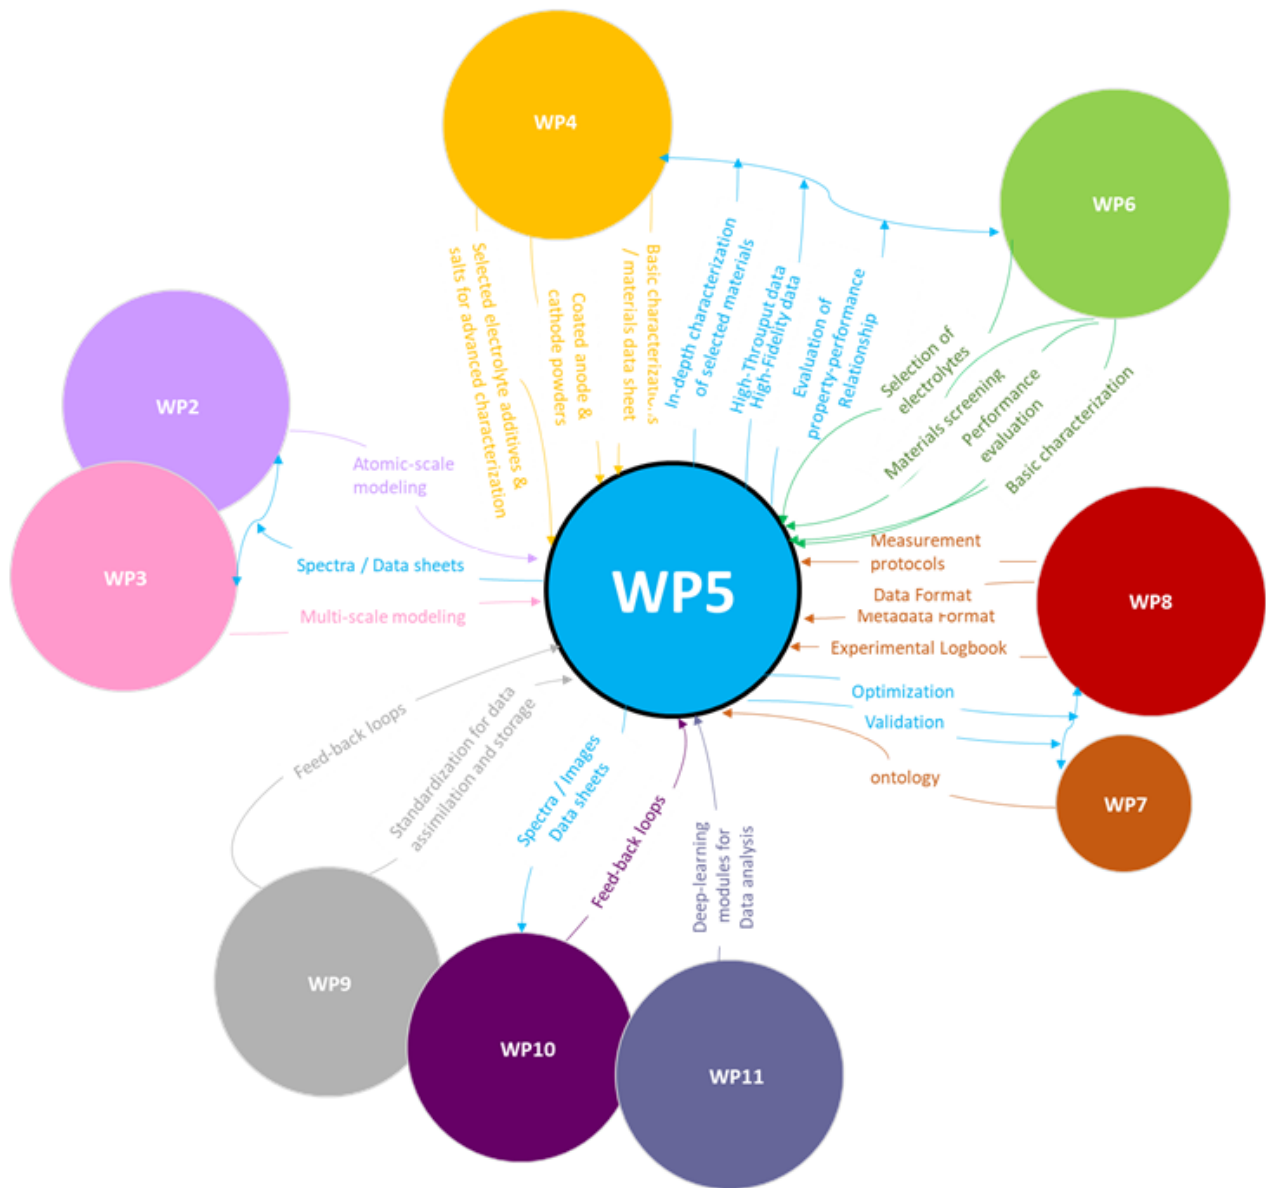 WP4
WP6
Selected electrolyte additives &
salts for advanced characterization
Coated anode &
cathode powders
Basic
/ materials data sheet
In-depth characterization
of selected materials
High-Throuput data
High-Fidelity data
Evaluation of
property-performance
Relationship
Selection of
electrolytes
Materials screening
Performance
evaluation
Basic characterization
WP2
Atomic-scale
modeling
WP3
Spectra / Data sheets
Multi-scale modeling
WP5
Measurement
protocols
Data Format
Metadata Format
Experimental Logbook
WP8
Optimization
Validation
ontology
WP7
Feed-back loops
Standardization for data
assimilation and storage
Spectra / Images
Data sheets
Feed-back loops
Deep-learning
modules for
Data analysis
WP9
WP10
WP11